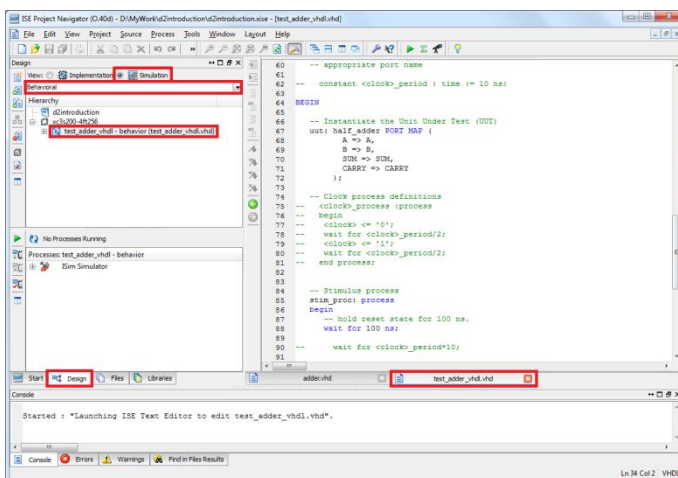 ISE Project Navigator (O.40d) - D:\MyWork\d2introduction\d2introduction.xise - [test_adder_vhdl.vhd]
File Edit View Project Source Process Tools Window Layout Help
Design
View: Implementation Simulation
Behavioral
Hierarchy
d2introduction
xc3s200-4ft256
test_adder_vhdl - behavior (test_adder_vhdl.vhd)
No Processes Running
Processes: test_adder_vhdl - behavior
ISim Simulator
60 -- appropriate port name
61
62 -- constant <clock>_period : time := 10 ns;
63
64 BEGIN
65
66 -- Instantiate the Unit Under Test (UUT)
67 uut: half_adder PORT MAP (
68 A => A,
69 B => B,
70 SUM => SUM,
71 CARRY => CARRY
72 );
73
74 -- Clock process definitions
75 -- <clock>_process :process
76 -- begin
77 -- <clock> <= '0';
78 -- wait for <clock>_period/2;
79 -- <clock> <= '1';
80 -- wait for <clock>_period/2;
81 -- end process;
82
83
84 -- Stimulus process
85 stim_proc: process
86 begin
87 -- hold reset state for 100 ns.
88 wait for 100 ns;
89
90 -- wait for <clock>_period*10;
91
Start Design Files Libraries
adder.vhd test_adder_vhdl.vhd
Console
Started : "Launching ISE Text Editor to edit test_adder_vhdl.vhd".
Console Errors Warnings Find in Files Results
Ln 34 Col 2 VHDL